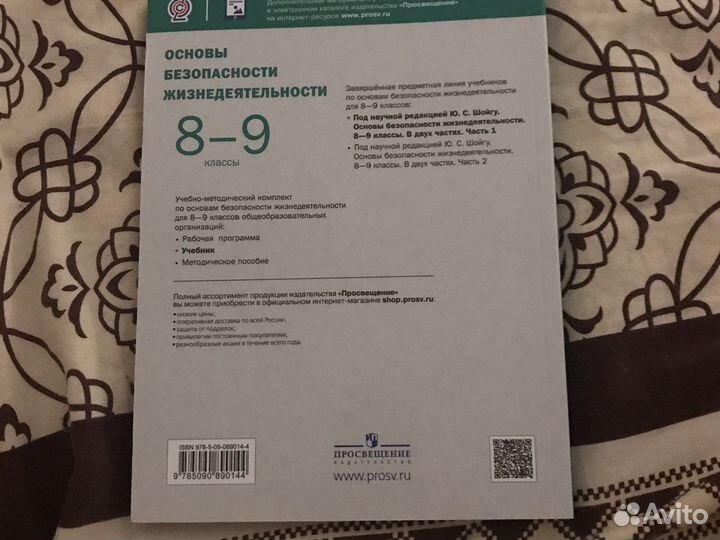 Дополнительные материалы
в электронном каталоге издательства «Просвещение»
на интернет-ресурсе www.prosv.ru
ОСНОВЫ
БЕЗОПАСНОСТИ
ЖИЗНЕДЕЯТЕЛЬНОСТИ
8–9
классы
Завершённая предметная линия учебников
по основам безопасности жизнедеятельности
для 8—9 классов:
• Под научной редакцией Ю. С. Шойгу.
Основы безопасности жизнедеятельности.
8—9 классы. В двух частях. Часть 1
• Под научной редакцией Ю. С. Шойгу.
Основы безопасности жизнедеятельности.
8—9 классы. В двух частях. Часть 2
Учебно-методический комплект
по основам безопасности жизнедеятельности
для 8—9 классов общеобразовательных
организаций:
• Рабочая программа
• Учебник
• Методическое пособие
Полный ассортимент продукции издательства «Просвещение»
вы можете приобрести в официальном интернет-магазине shop.prosv.ru:
• низкие цены,
• оперативная доставка по всей России,
• защита от подделок,
• привилегии постоянным покупателям,
• разнообразные акции в течение всего года.
ISBN 978-5-09-089014-4
9 785090 890144
ПРОСВЕЩЕНИЕ
ИЗДАТЕЛЬСТВО
www.prosv.ru
Avito